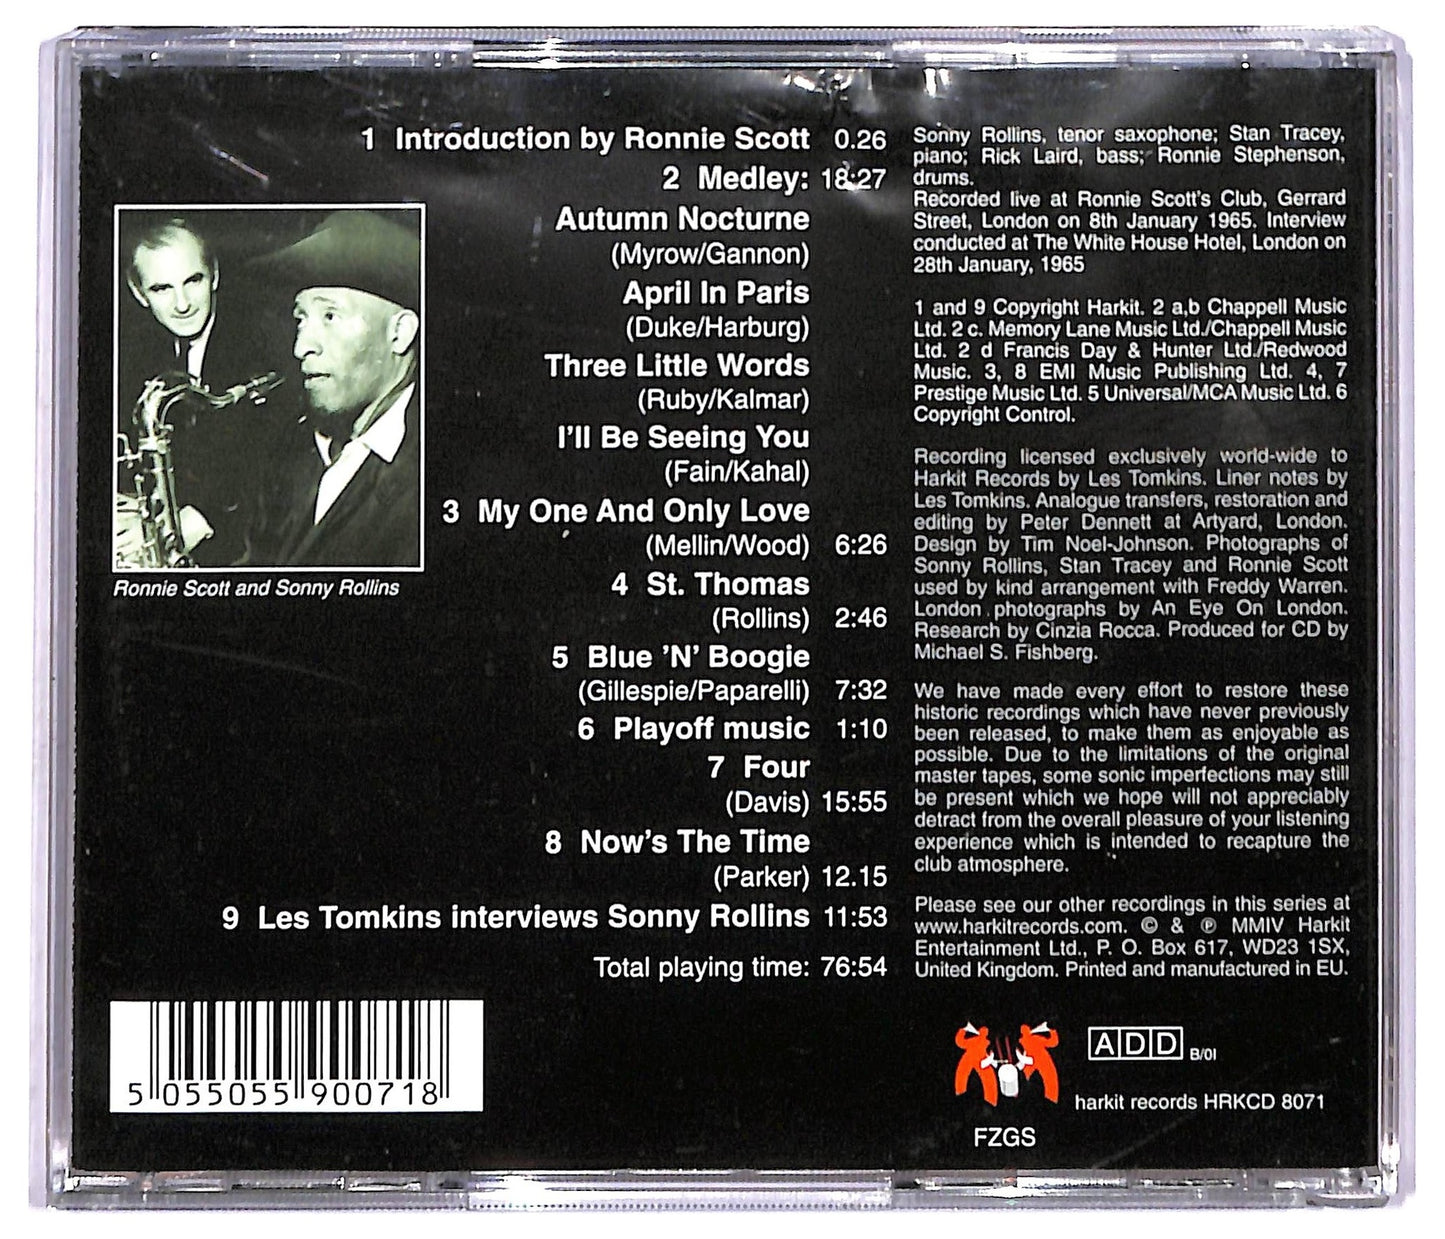 1 Introduction by Ronnie Scott 0.26
2 Medley: 18:27
Autumn Nocturne
(Myrow/Gannon)
April In Paris
(Duke/Harburg)
Three Little Words
(Ruby/Kalmar)
I'll Be Seeing You
(Fain/Kahal)
3 My One And Only Love
(Mellin/Wood) 6:26
4 St. Thomas
(Rollins) 2:46
5 Blue 'N' Boogie
(Gillespie/Paparelli) 7:32
6 Playoff music 1:10
7 Four
(Davis) 15:55
8 Now's The Time
(Parker) 12.15
9 Les Tomkins interviews Sonny Rollins 11:53
Total playing time: 76:54
Ronnie Scott and Sonny Rollins
Sonny Rollins, tenor saxophone; Stan Tracey,
piano; Rick Laird, bass; Ronnie Stephenson,
drums.
Recorded live at Ronnie Scott's Club, Gerrard
Street, London on 8th January 1965. Interview
conducted at The White House Hotel, London on
28th January, 1965
1 and 9 Copyright Harkit. 2 a,b Chappell Music
Ltd. 2 c. Memory Lane Music Ltd./Chappell Music
Ltd. 2 d Francis Day & Hunter Ltd./Redwood
Music. 3, 8 EMI Music Publishing Ltd. 4, 7
Prestige Music Ltd. 5 Universal/MCA Music Ltd. 6
Copyright Control.
Recording licensed exclusively world-wide to
Harkit Records by Les Tomkins. Liner notes by
Les Tomkins. Analogue transfers, restoration and
editing by Peter Dennett at Artyard, London.
Design by Tim Noel-Johnson. Photographs of
Sonny Rollins, Stan Tracey and Ronnie Scott
used by kind arrangement with Freddy Warren.
London photographs by An Eye On London.
Research by Cinzia Rocca. Produced for CD by
Michael S. Fishberg.
We have made every effort to restore these
historic recordings which have never previously
been released, to make them as enjoyable as
possible. Due to the limitations of the original
master tapes, some sonic imperfections may still
be present which we hope will not appreciably
detract from the overall pleasure of your listening
experience which is intended to recapture the
club atmosphere.
Please see our other recordings in this series at
www.harkitrecords.com. © & ℗ MMIV Harkit
Entertainment Ltd., P. O. Box 617, WD23 1SX,
United Kingdom. Printed and manufactured in EU.
5 055055 900718
ADD B/01
harkit records HRKCD 8071
FZGS